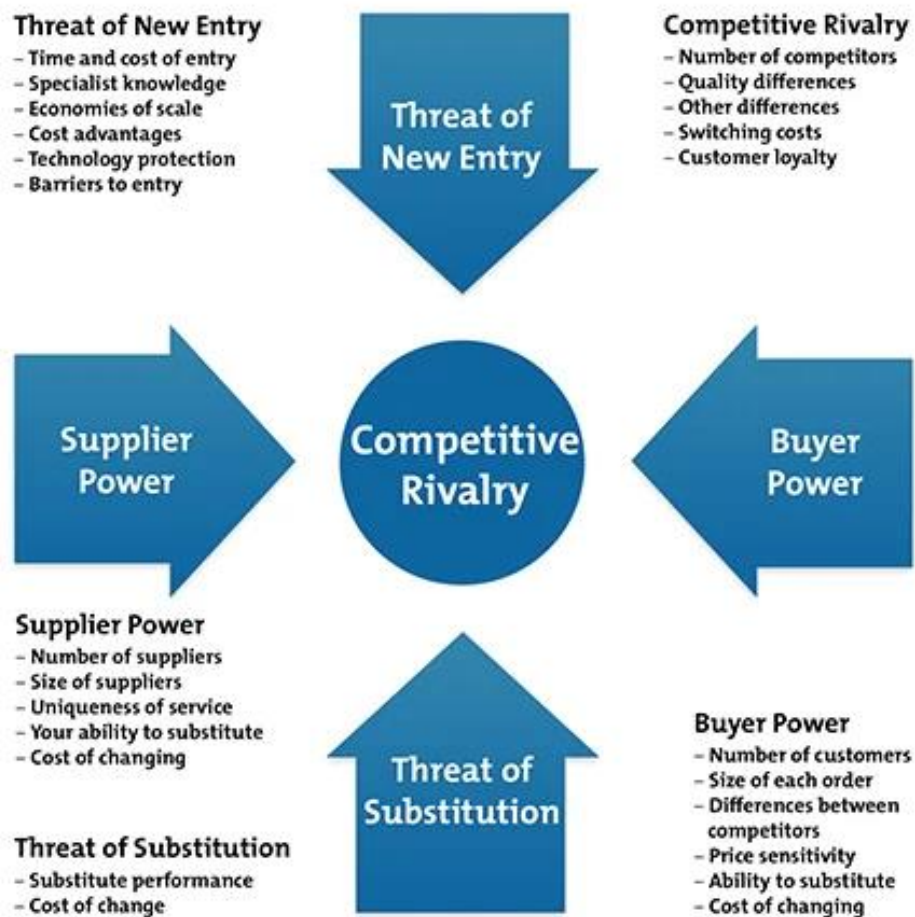 Threat of New Entry
– Time and cost of entry
– Specialist knowledge
– Economies of scale
– Cost advantages
– Technology protection
– Barriers to entry
Threat of
New Entry
Competitive Rivalry
– Number of competitors
– Quality differences
– Other differences
– Switching costs
– Customer loyalty
Supplier
Power
Competitive
Rivalry
Buyer
Power
Supplier Power
– Number of suppliers
– Size of suppliers
– Uniqueness of service
– Your ability to substitute
– Cost of changing
Threat of Substitution
– Substitute performance
– Cost of change
Threat of
Substitution
Buyer Power
– Number of customers
– Size of each order
– Differences between
competitors
– Price sensitivity
– Ability to substitute
– Cost of changing